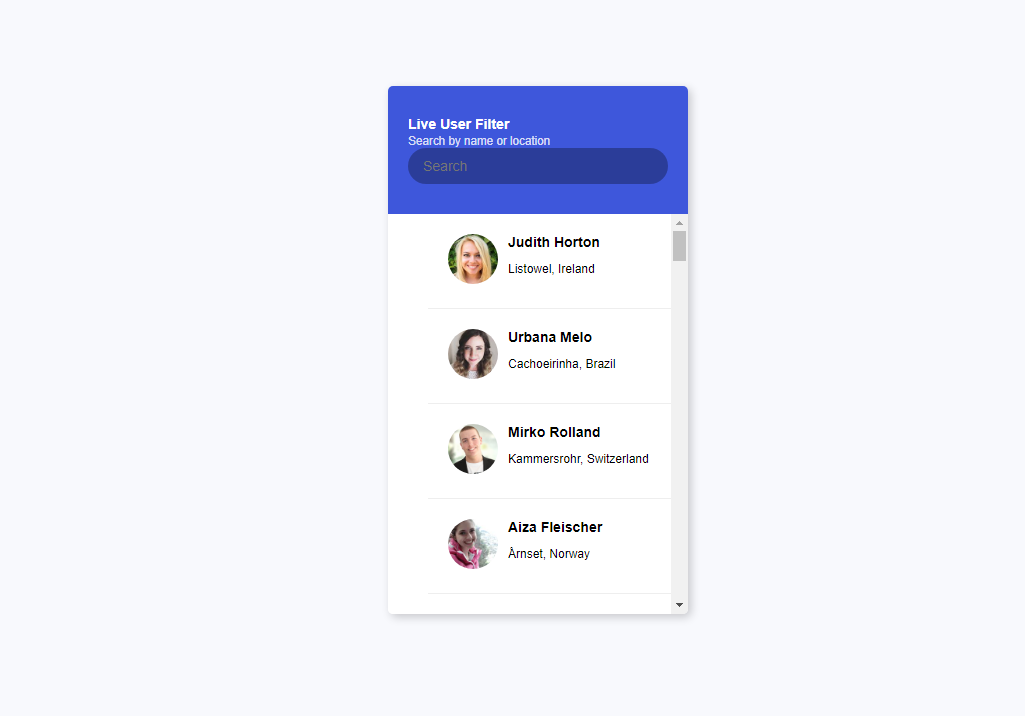 Live User Filter
Search by name or location
Search
Judith Horton
Listowel, Ireland
Urbana Melo
Cachoeirinha, Brazil
Mirko Rolland
Kammersrohr, Switzerland
Aiza Fleischer
Årnset, Norway